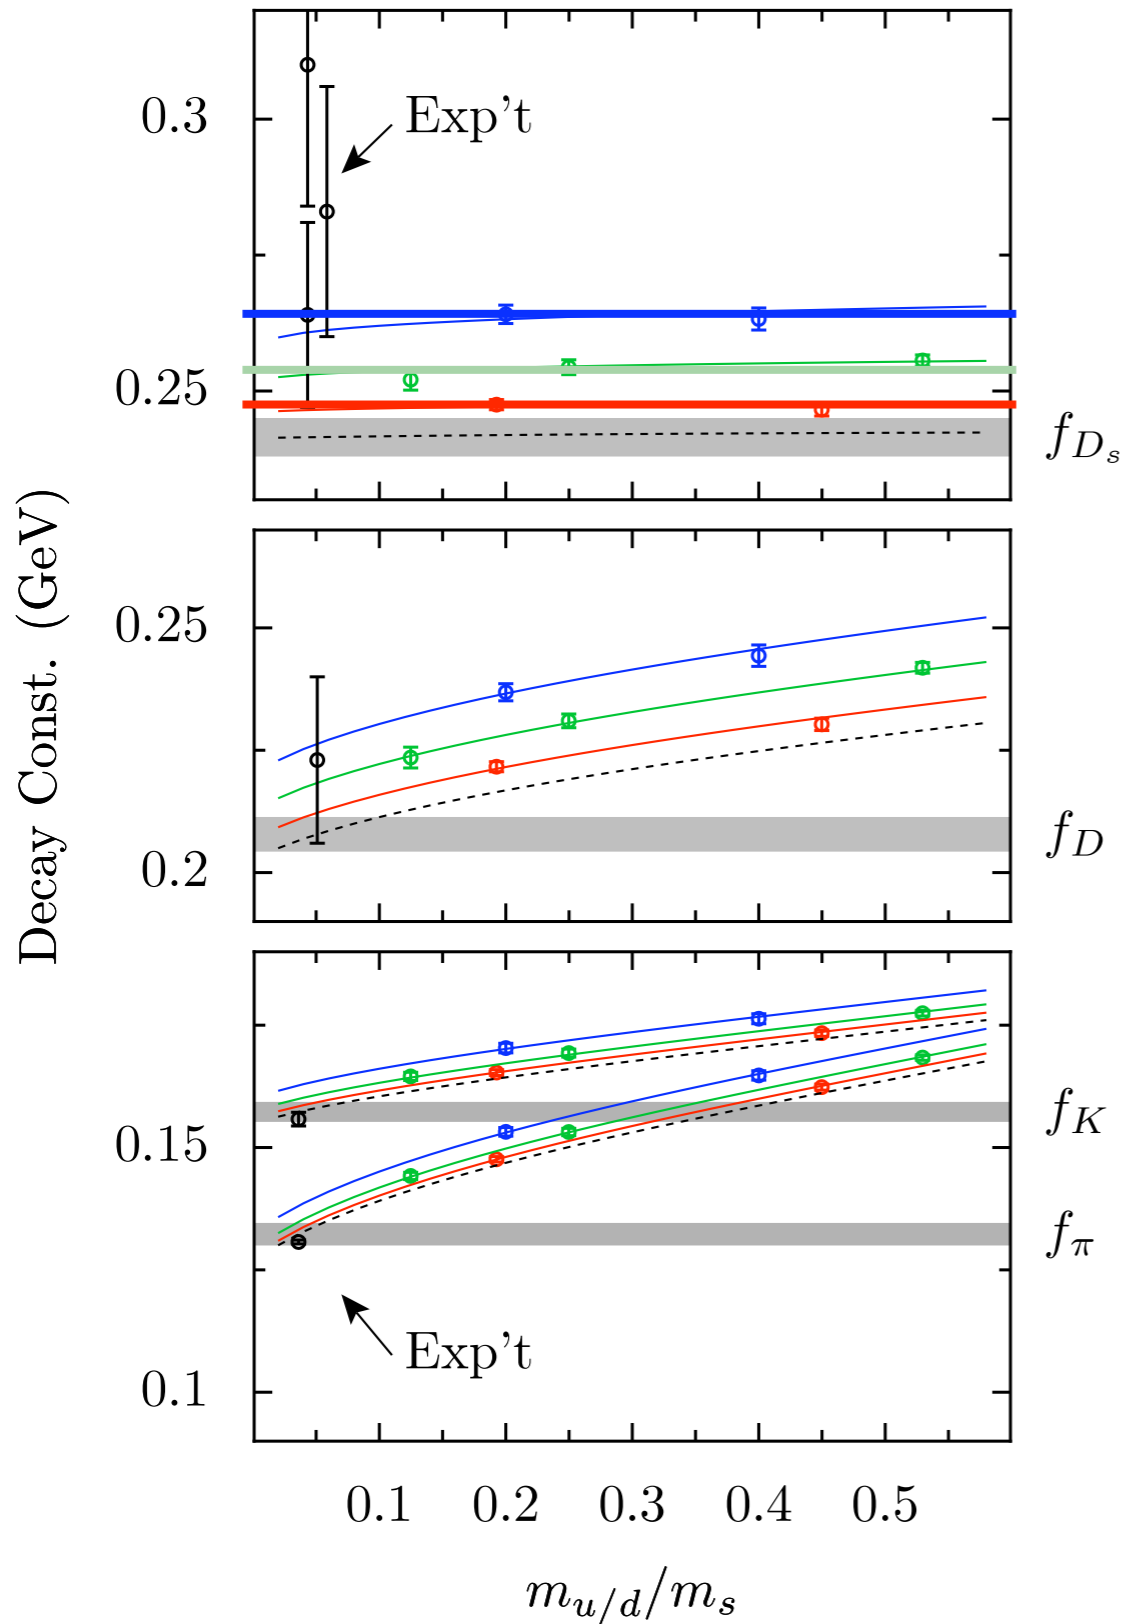 0.3
Exp't
0.25
f_{D_s}
Decay Const. (GeV)
0.25
0.2
f_D
0.15
f_K
f_π
Exp't
0.1
0.1 0.2 0.3 0.4 0.5
m_{u/d}/m_s